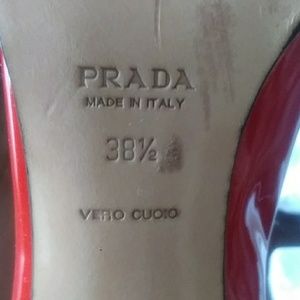 PRADA
MADE IN ITALY
38½
VERO CUOIO